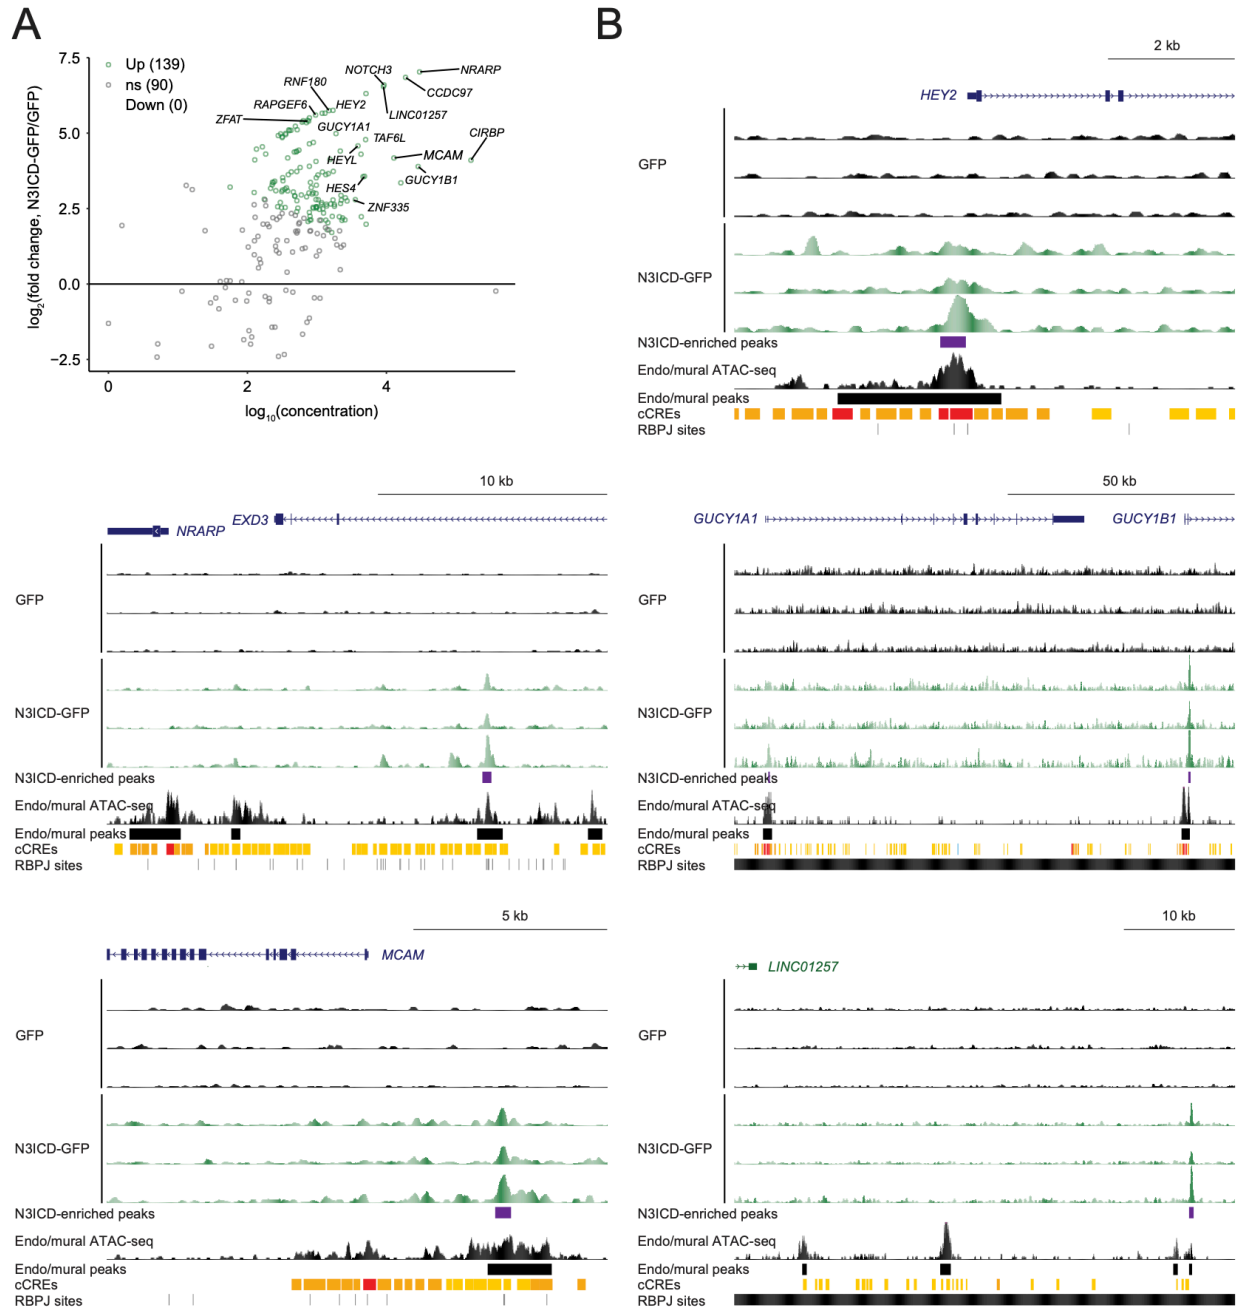 A
7.5
5.0
2.5
0.0
−2.5
log2(fold change, N3ICD-GFP/GFP)
Up (139)
ns (90)
Down (0)
NOTCH3
NRARP
RNF180
CCDC97
RAPGEF6
HEY2
LINC01257
ZFAT
GUCY1A1
TAF6L
CIRBP
HEYL
MCAM
HES4
GUCY1B1
ZNF335
0
2
4
log10(concentration)
B
2 kb
HEY2
GFP
N3ICD-GFP
N3ICD-enriched peaks
Endo/mural ATAC-seq
Endo/mural peaks
cCREs
RBPJ sites
10 kb
EXD3
NRARP
GFP
N3ICD-GFP
N3ICD-enriched peaks
Endo/mural ATAC-seq
Endo/mural peaks
cCREs
RBPJ sites
50 kb
GUCY1A1
GUCY1B1
GFP
N3ICD-GFP
N3ICD-enriched peaks
Endo/mural ATAC-seq
Endo/mural peaks
cCREs
RBPJ sites
5 kb
MCAM
GFP
N3ICD-GFP
N3ICD-enriched peaks
Endo/mural ATAC-seq
Endo/mural peaks
cCREs
RBPJ sites
10 kb
LINC01257
GFP
N3ICD-GFP
N3ICD-enriched peaks
Endo/mural ATAC-seq
Endo/mural peaks
cCREs
RBPJ sites